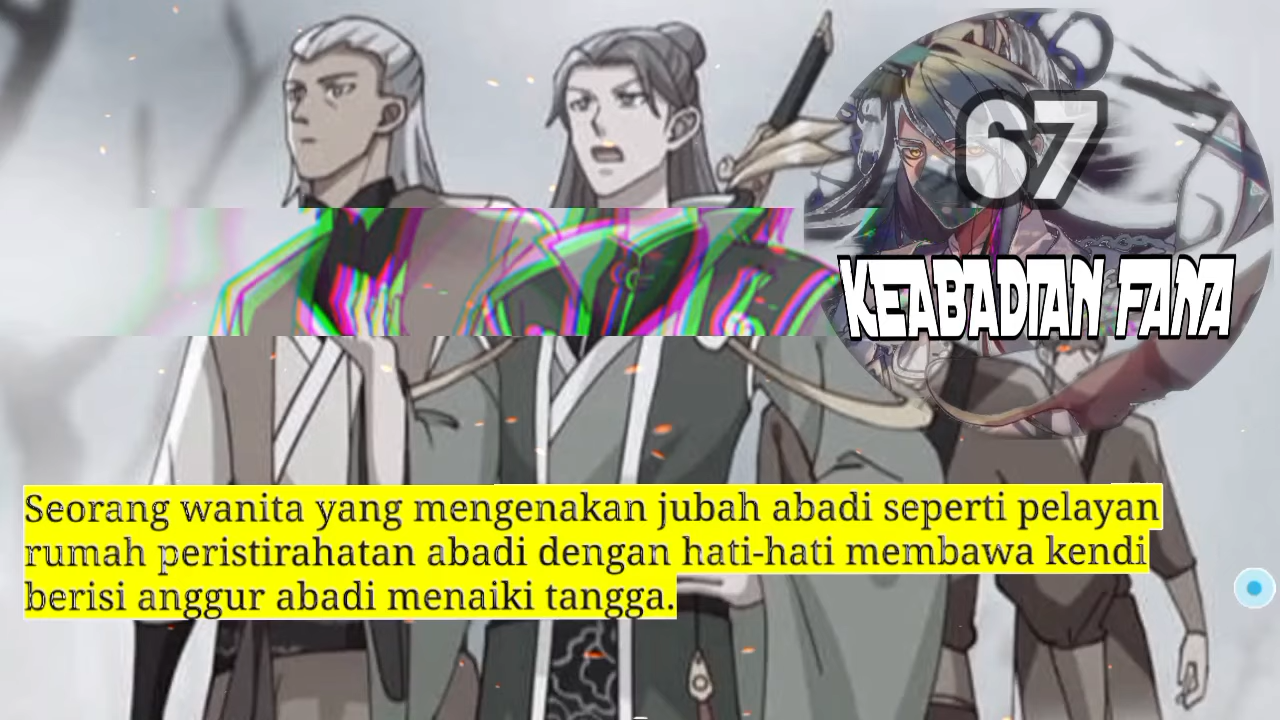 67
KEABADIAN FANA
Seorang wanita yang mengenakan jubah abadi seperti pelayan
rumah peristirahatan abadi dengan hati-hati membawa kendi
berisi anggur abadi menaiki tangga.